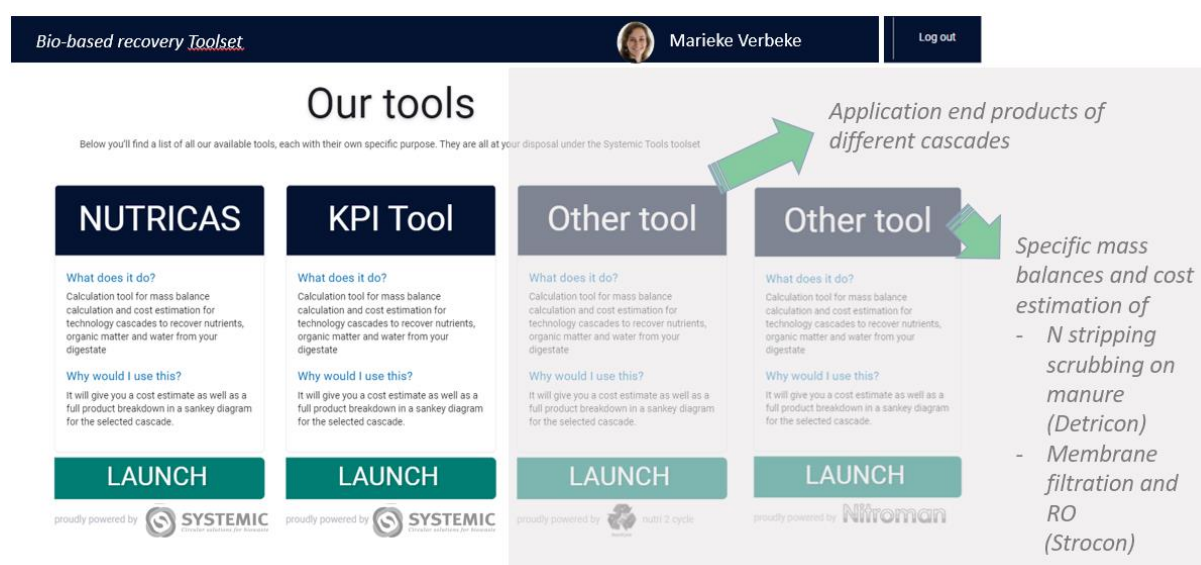 Bio-based recovery Toolset
Marieke Verbeke
Log out
Our tools
Below you'll find a list of all our available tools, each with their own specific purpose. They are all at your disposal under the Systemic Tools toolset
Application end products of
different cascades
NUTRICAS
What does it do?
Calculation tool for mass balance
calculation and cost estimation for
technology cascades to recover nutrients,
organic matter and water from your
digestate
Why would I use this?
It will give you a cost estimate as well as a
full product breakdown in a sankey diagram
for the selected cascade.
LAUNCH
proudly powered by SYSTEMIC
Circular solutions for biowaste
KPI Tool
What does it do?
Calculation tool for mass balance
calculation and cost estimation for
technology cascades to recover nutrients,
organic matter and water from your
digestate
Why would I use this?
It will give you a cost estimate as well as a
full product breakdown in a sankey diagram
for the selected cascade.
LAUNCH
proudly powered by SYSTEMIC
Circular solutions for biowaste
Other tool
What does it do?
Calculation tool for mass balance
calculation and cost estimation for
technology cascades to recover nutrients,
organic matter and water from your
digestate
Why would I use this?
It will give you a cost estimate as well as a
full product breakdown in a sankey diagram
for the selected cascade.
LAUNCH
proudly powered by nutri 2 cycle
Other tool
What does it do?
Calculation tool for mass balance
calculation and cost estimation for
technology cascades to recover nutrients,
organic matter and water from your
digestate
Why would I use this?
It will give you a cost estimate as well as a
full product breakdown in a sankey diagram
for the selected cascade.
LAUNCH
proudly powered by Nitroman
Specific mass
balances and cost
estimation of
- N stripping
scrubbing on
manure
(Detricon)
- Membrane
filtration and
RO
(Strocon)